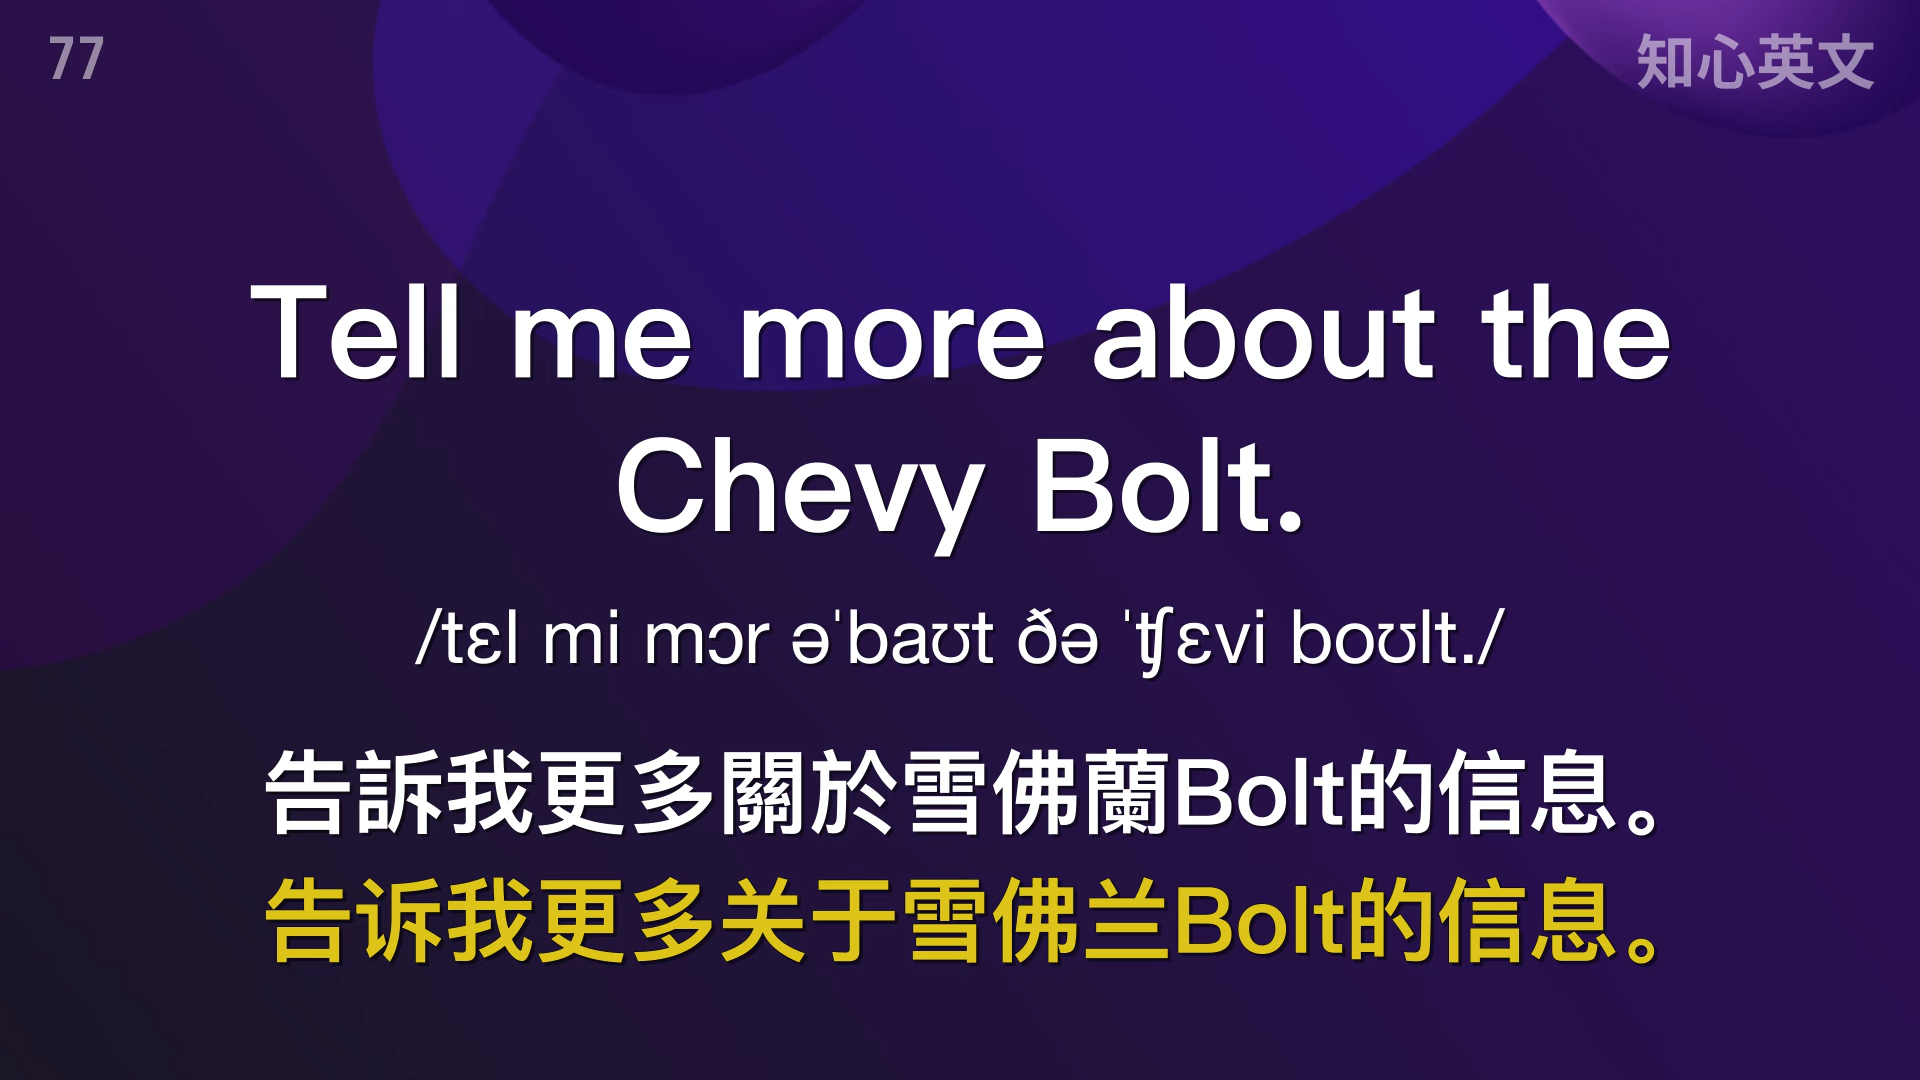 77
知心英文
Tell me more about the
Chevy Bolt.
/tɛl mi mɔr əˈbaʊt ðə ˈʧɛvi boʊlt./
告訴我更多關於雪佛蘭Bolt的信息。
告诉我更多关于雪佛兰Bolt的信息。